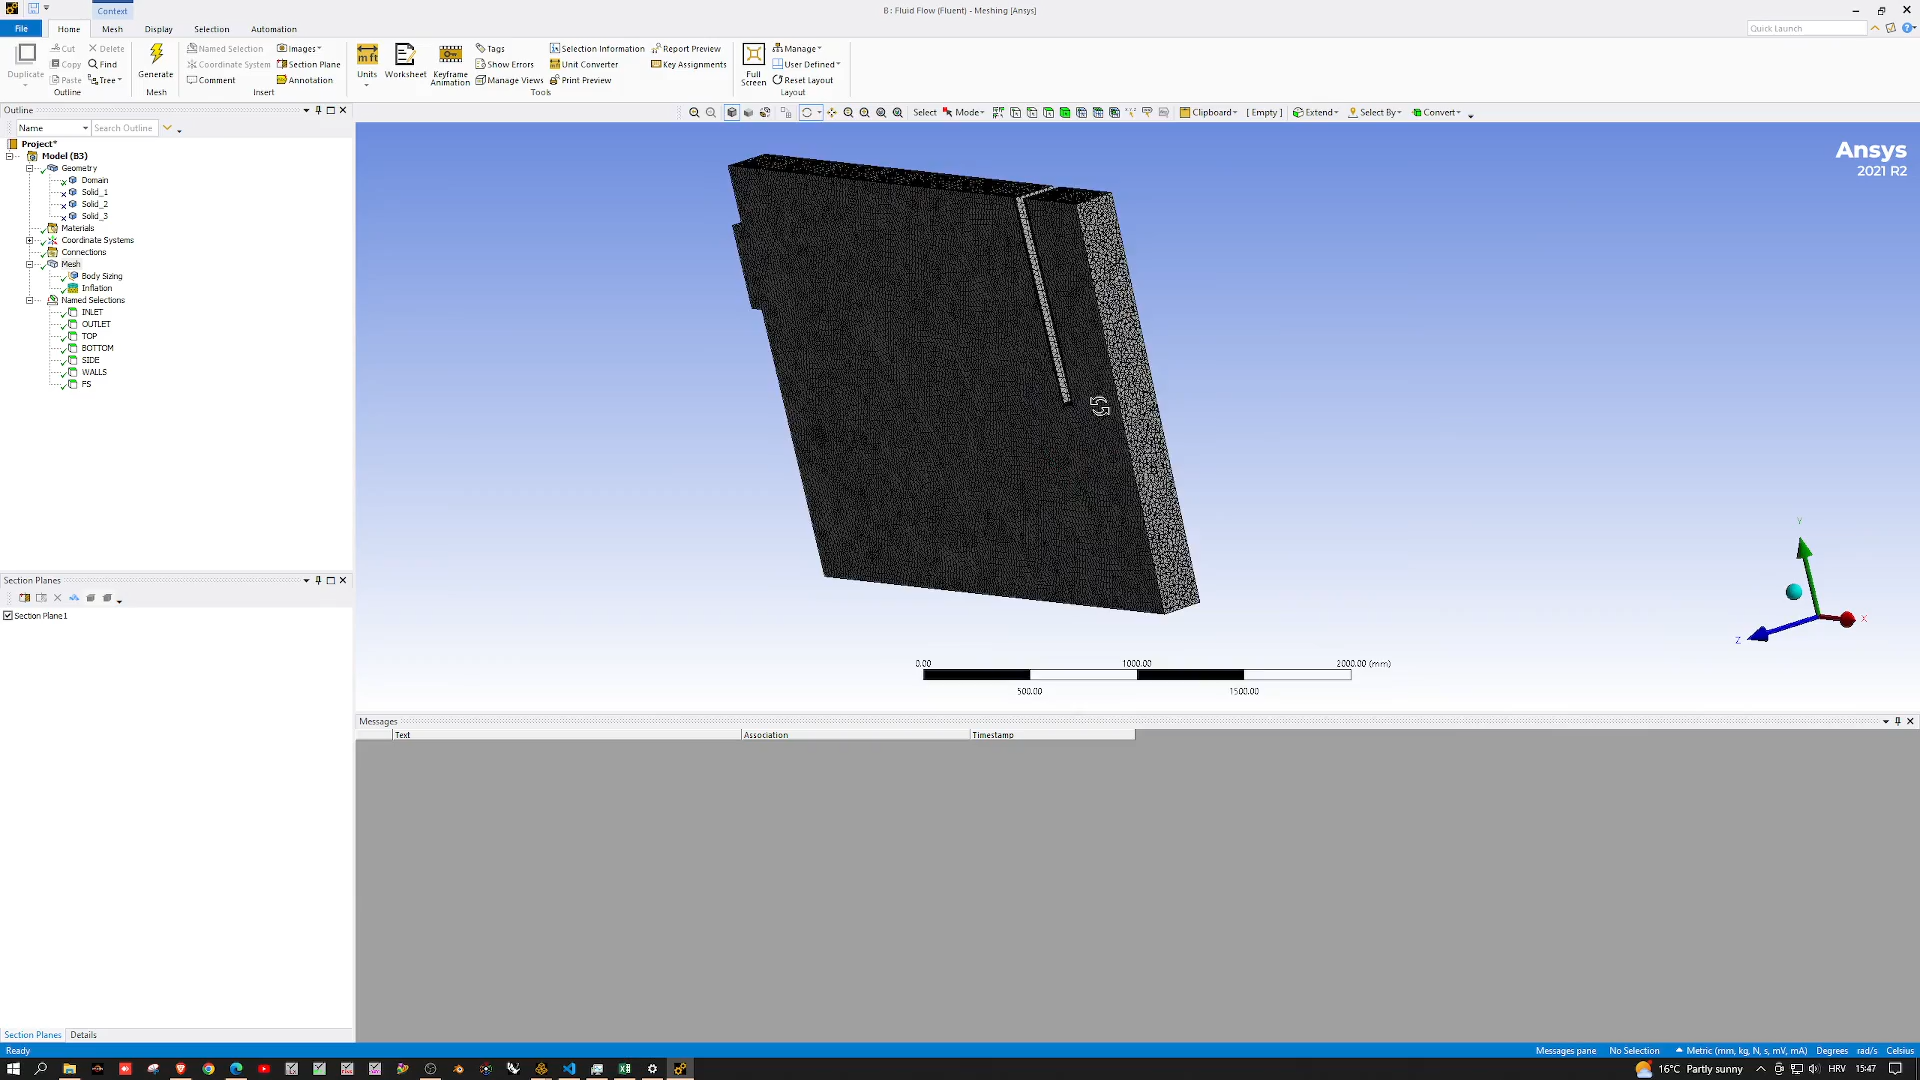 Context
B : Fluid Flow (Fluent) - Meshing [Ansys]
File Home Mesh Display Selection Automation
Quick Launch
Duplicate
Cut Delete
Copy Find
Paste Tree
Outline
Generate
Mesh
Named Selection Images
Coordinate System Section Plane
Comment Annotation
Insert
Units Worksheet Keyframe Animation
Tags Selection Information Report Preview
Show Errors Unit Converter Key Assignments
Manage Views Print Preview
Tools
Full Screen
Manage
User Defined
Reset Layout
Layout
Outline
Name Search Outline
Select Mode Clipboard [ Empty ] Extend Select By Convert
Project*
Model (B3)
Geometry
Domain
Solid_1
Solid_2
Solid_3
Materials
Coordinate Systems
Connections
Mesh
Body Sizing
Inflation
Named Selections
INLET
OUTLET
TOP
BOTTOM
SIDE
WALLS
FS
Ansys
2021 R2
Y
X
Z
0.00 1000.00 2000.00 (mm)
500.00 1500.00
Section Planes
Section Plane 1
Messages
Text Association Timestamp
Section Planes Details
Ready
Messages pane No Selection Metric (mm, kg, N, s, mV, mA) Degrees rad/s Celsius
16°C Partly sunny HRV 15:47